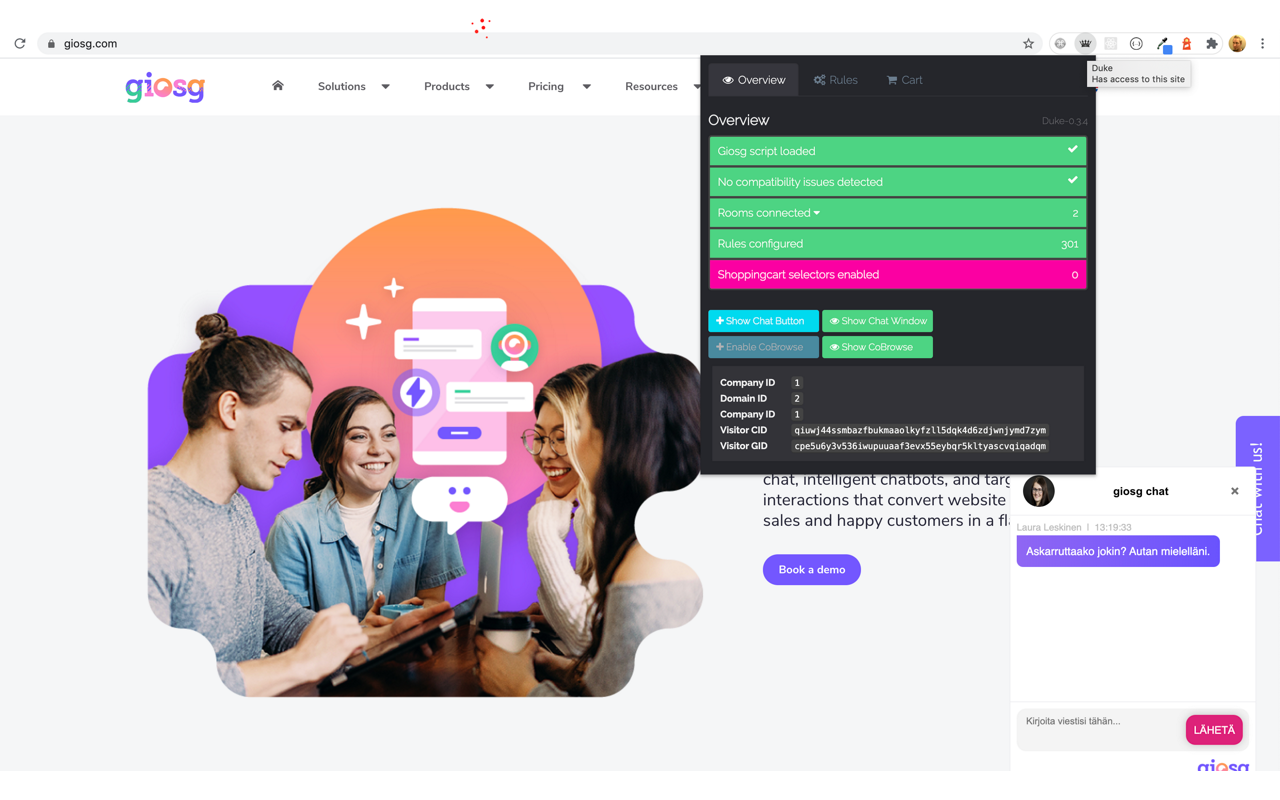 giosg.com
Duke
Has access to this site
giosg
Solutions
Products
Pricing
Resources
Overview
Rules
Cart
Overview
Duke-0.3.4
Giosg script loaded
No compatibility issues detected
Rooms connected 2
Rules configured 301
Shoppingcart selectors enabled 0
Show Chat Button
Show Chat Window
Enable CoBrowse
Show CoBrowse
Company ID 1
Domain ID 2
Company ID 1
Visitor CID qiuwj44ssmbazfbukmaaolkyfzll5dqk4d6zdjwnjymd7zym
Visitor GID cpe5u6y3v536iwupuuaaf3evx55eybqr5kltyascvqiqadqm
chat, intelligent chatbots, and targ
interactions that convert website
sales and happy customers in a fl
Book a demo
Chat with us!
giosg chat
Laura Leskinen | 13:19:33
Askarruttaako jokin? Autan mielelläni.
Kirjoita viestisi tähän...
LÄHETÄ
giosg